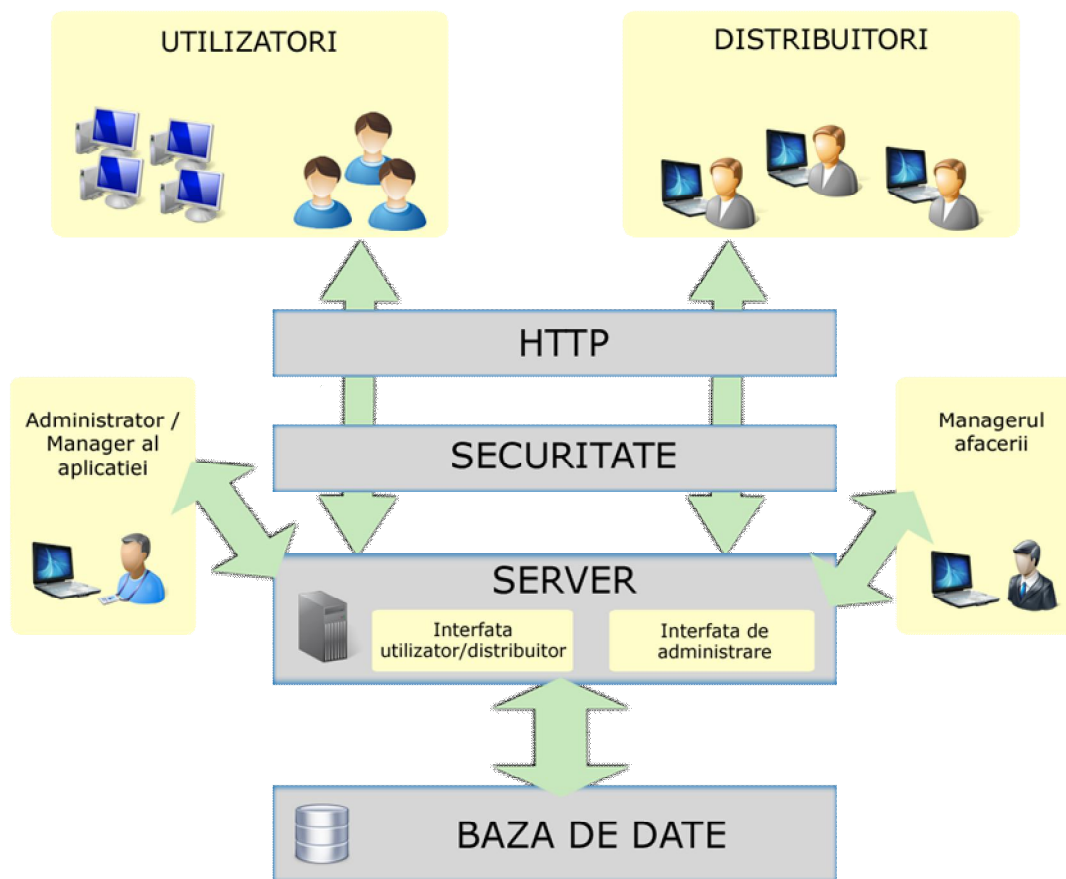 UTILIZATORI
DISTRIBUITORI
HTTP
Administrator /
Manager al
aplicatiei
SECURITATE
Managerul
afacerii
SERVER
Interfata
utilizator/distribuitor
Interfata de
administrare
BAZA DE DATE